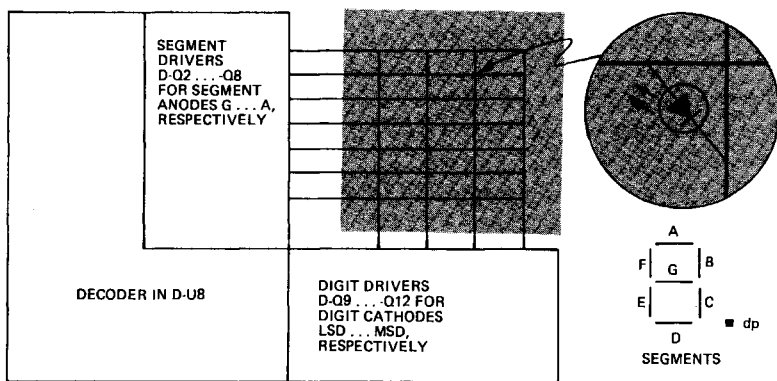 SEGMENT
DRIVERS
D-Q2 . . . -Q8
FOR SEGMENT
ANODES G . . . A,
RESPECTIVELY
DECODER IN D-U8
DIGIT DRIVERS
D-Q9 . . . -Q12 FOR
DIGIT CATHODES
LSD . . . MSD,
RESPECTIVELY
A
F
G
B
E
C
D
dp
SEGMENTS